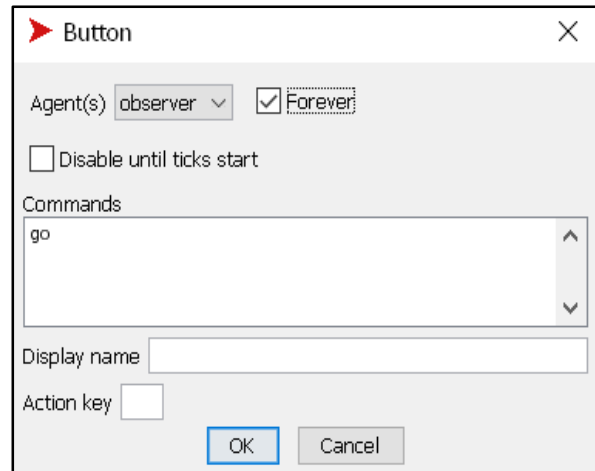 Button
Agent(s) observer Forever
Disable until ticks start
Commands
go
Display name
Action key
OK Cancel